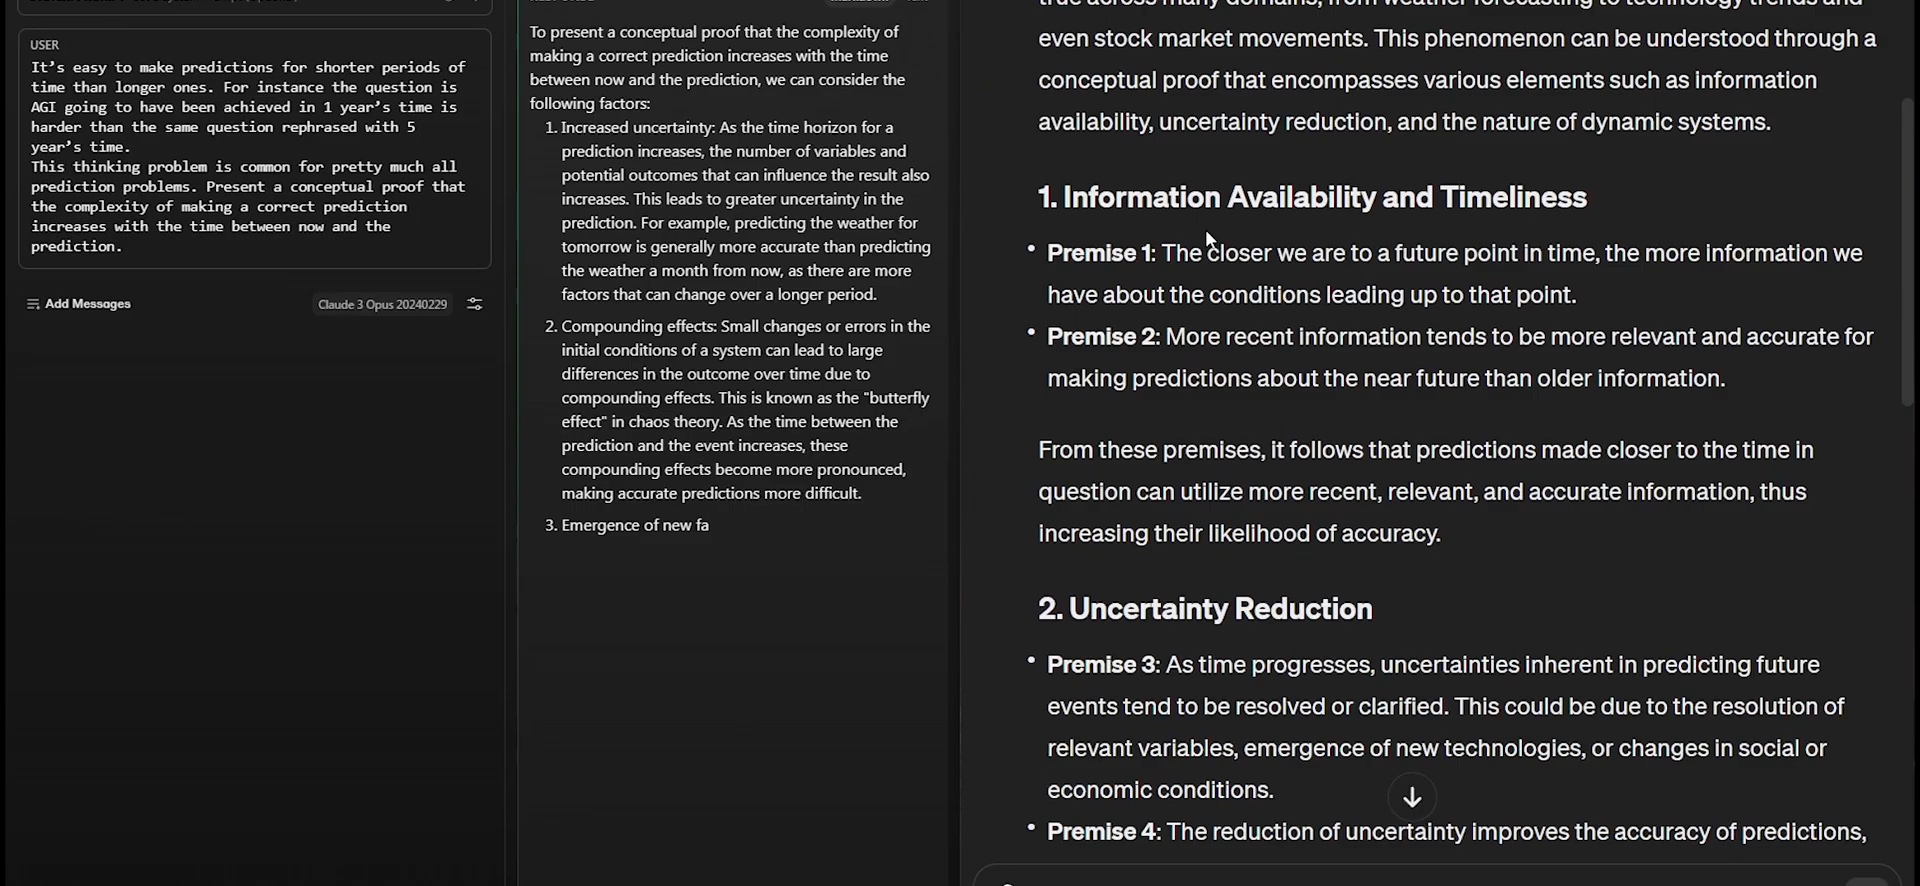 USER
It's easy to make predictions for shorter periods of
time than longer ones. For instance the question is
AGI going to have been achieved in 1 year's time is
harder than the same question rephrased with 5
year's time.
This thinking problem is common for pretty much all
prediction problems. Present a conceptual proof that
the complexity of making a correct prediction
increases with the time between now and the
prediction.
Add Messages
Claude 3 Opus 20240229
To present a conceptual proof that the complexity of
making a correct prediction increases with the time
between now and the prediction, we can consider the
following factors:
1. Increased uncertainty: As the time horizon for a
prediction increases, the number of variables and
potential outcomes that can influence the result also
increases. This leads to greater uncertainty in the
prediction. For example, predicting the weather for
tomorrow is generally more accurate than predicting
the weather a month from now, as there are more
factors that can change over a longer period.
2. Compounding effects: Small changes or errors in the
initial conditions of a system can lead to large
differences in the outcome over time due to
compounding effects. This is known as the "butterfly
effect" in chaos theory. As the time between the
prediction and the event increases, these
compounding effects become more pronounced,
making accurate predictions more difficult.
3. Emergence of new fa
true across many domains, from weather forecasting to technology trends and
even stock market movements. This phenomenon can be understood through a
conceptual proof that encompasses various elements such as information
availability, uncertainty reduction, and the nature of dynamic systems.
1. Information Availability and Timeliness
• Premise 1: The closer we are to a future point in time, the more information we
have about the conditions leading up to that point.
• Premise 2: More recent information tends to be more relevant and accurate for
making predictions about the near future than older information.
From these premises, it follows that predictions made closer to the time in
question can utilize more recent, relevant, and accurate information, thus
increasing their likelihood of accuracy.
2. Uncertainty Reduction
• Premise 3: As time progresses, uncertainties inherent in predicting future
events tend to be resolved or clarified. This could be due to the resolution of
relevant variables, emergence of new technologies, or changes in social or
economic conditions.
• Premise 4: The reduction of uncertainty improves the accuracy of predictions,